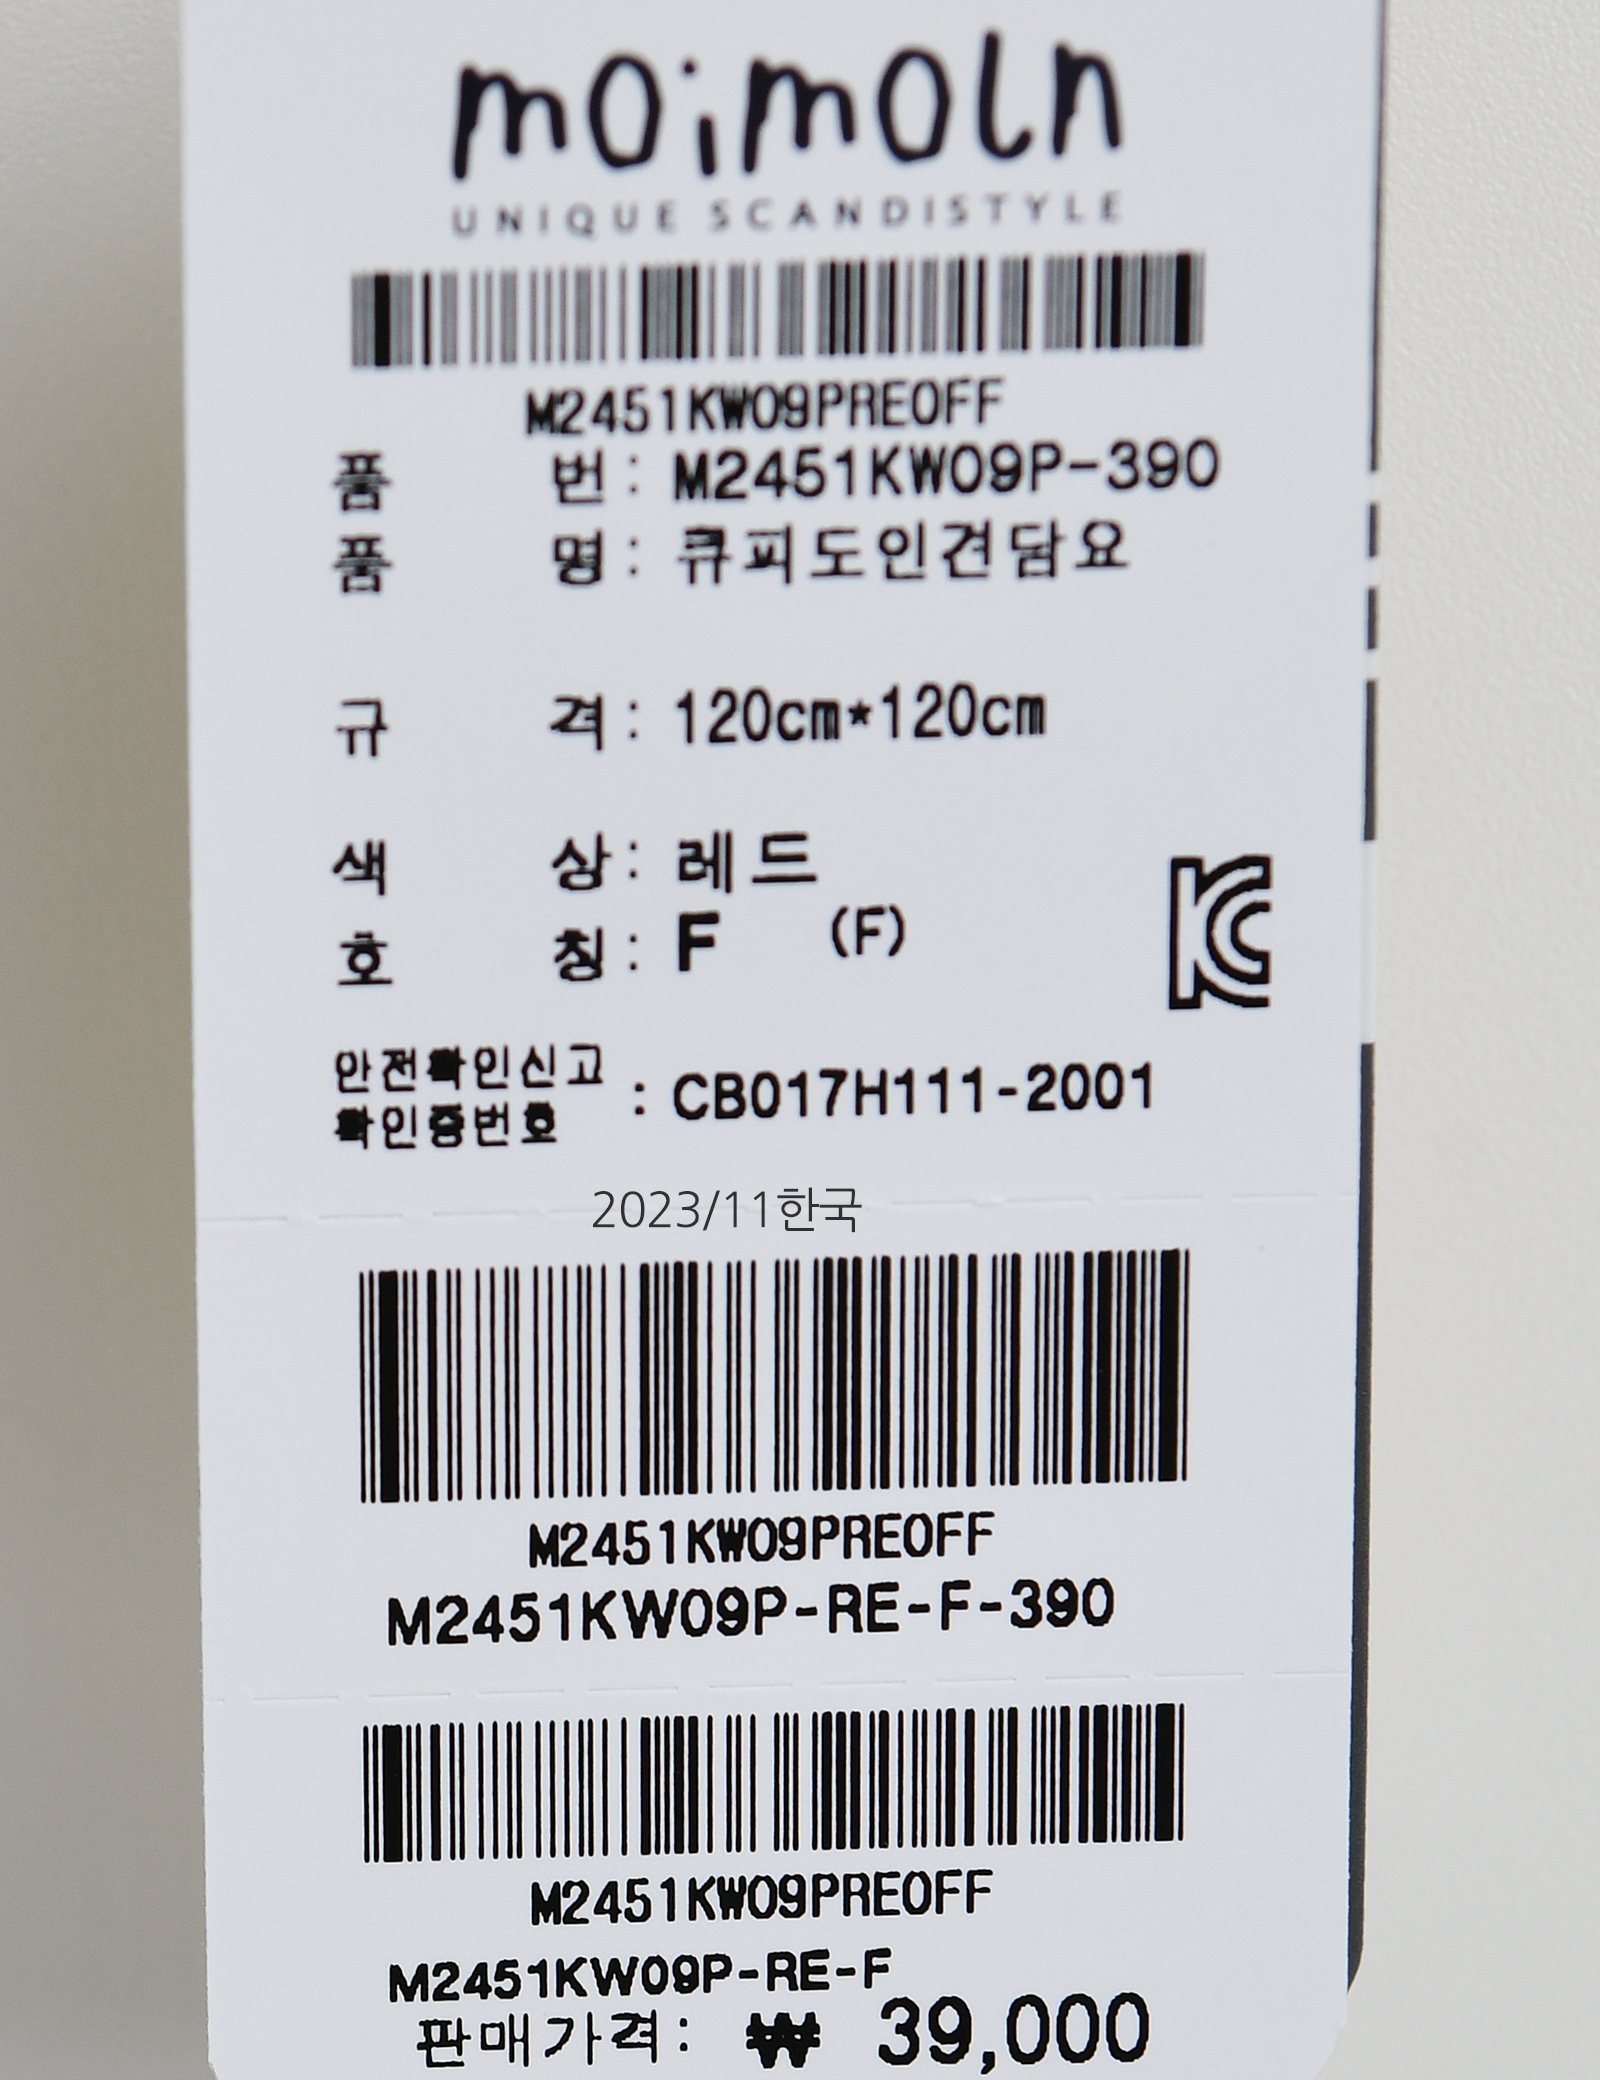 moimoln
UNIQUE SCANDISTYLE
M2451KW09PREOFF
품 번 : M2451KW09P-390
품 명 : 큐피도인견담요
규 격 : 120cm*120cm
색 상 : 레드
호 칭 : F (F)
KC
안전확인신고
확인증번호 : CB017H111-2001
2023/11한국
M2451KW09PREOFF
M2451KW09P-RE-F-390
M2451KW09PREOFF
M2451KW09P-RE-F
판매가격: ₩ 39,000